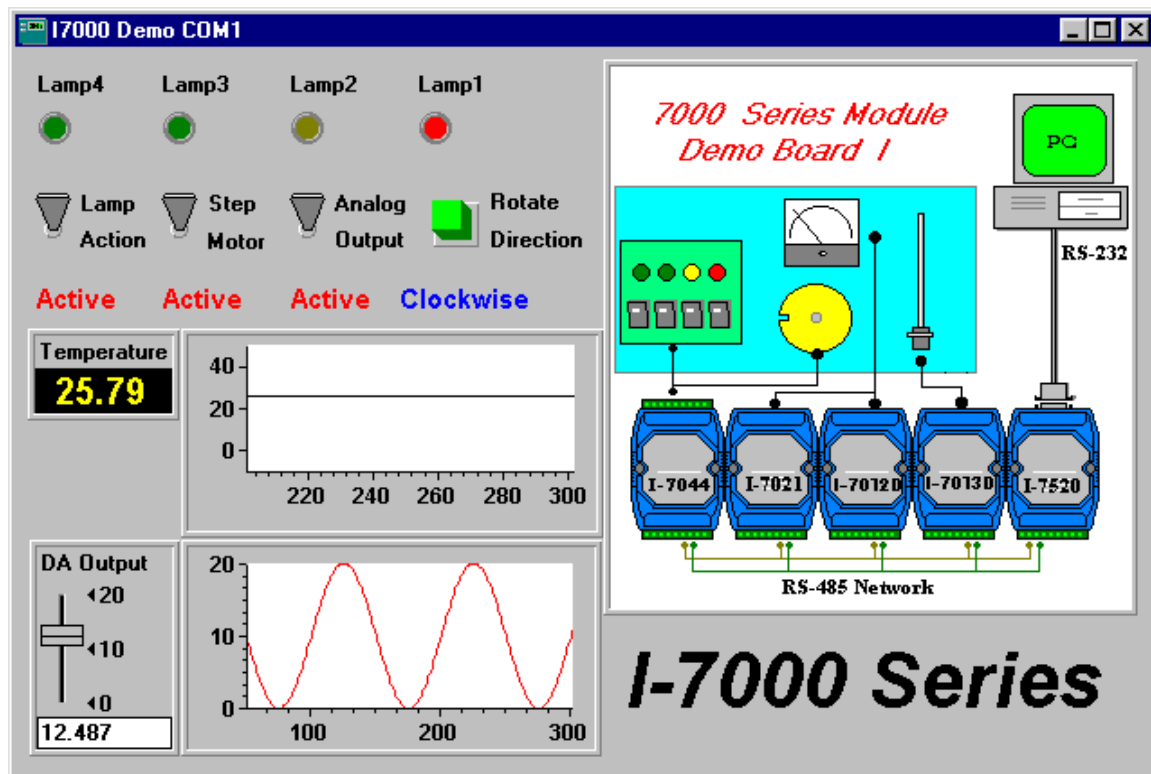 I7000 Demo COM1
Lamp4 Lamp3 Lamp2 Lamp1
Lamp Action
Step Motor
Analog Output
Rotate Direction
Active Active Active Clockwise
Temperature
25.79
40
20
0
220 240 260 280 300
DA Output
20
10
0
12.487
20
10
0
100 200 300
7000 Series Module
Demo Board I
PC
RS-232
I-7044 I-7021 I-7012D I-7013D I-7520
RS-485 Network
I-7000 Series